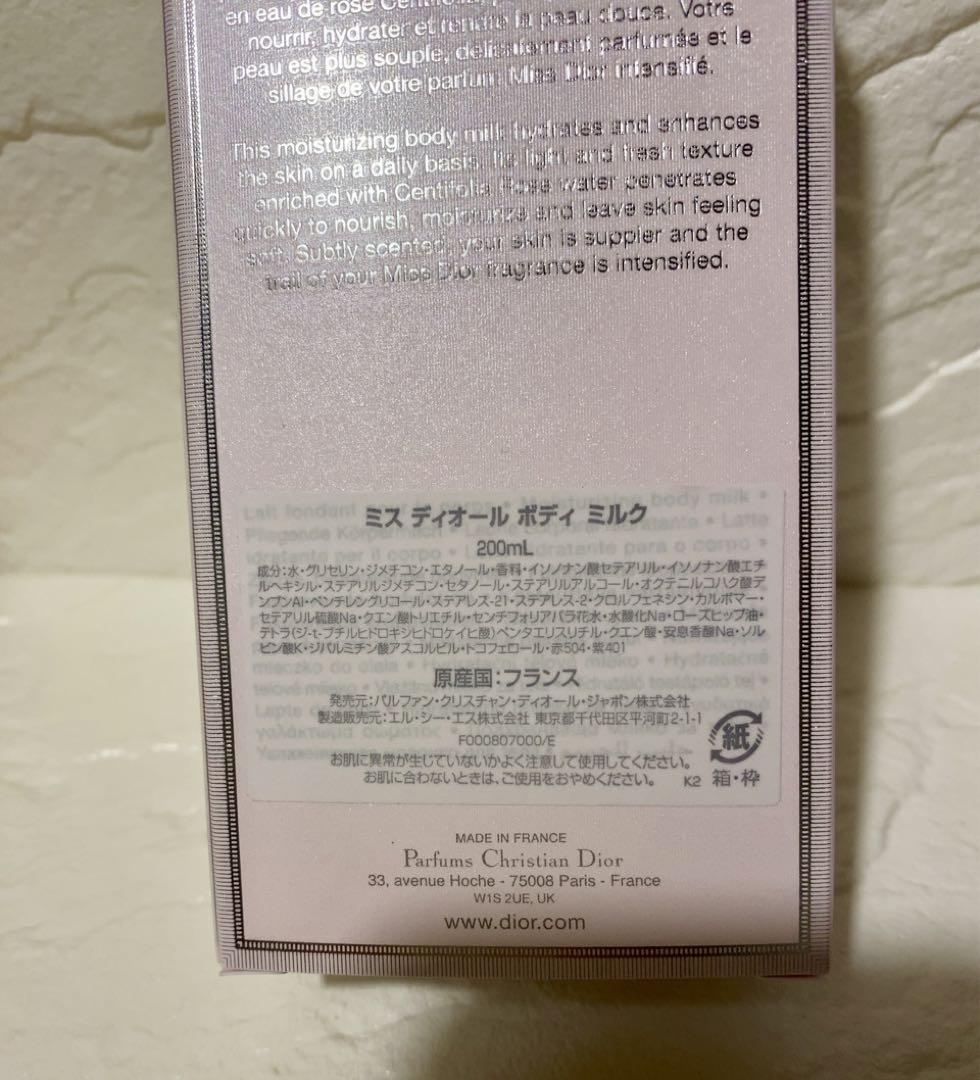 en eau de rose Centifolia
nourrir, hydrater et rendre la peau douce. Votre
peau est plus souple, délicatement parfumée et le
sillage de votre parfum Miss Dior intensifié.
This moisturizing body milk hydrates and enhances
the skin on a daily basis. Its light and fresh texture
enriched with Centifolia Rose water penetrates
quickly to nourish, moisturize and leave skin feeling
soft. Subtly scented, your skin is suppler and the
trail of your Miss Dior fragrance is intensified.
ミス ディオール ボディ ミルク
200mL
成分:水・グリセリン・ジメチコン・エタノール・香料・イソノナン酸セテアリル・イソノナン酸エチ
ルヘキシル・ステアリルジメチコン・セタノール・ステアリルアルコール・オクテニルコハク酸デ
ンプンAl・ペンチレングリコール・ステアレス-21・ステアレス-2・クロルフェネシン・カルボマー・
セテアリル硫酸Na・クエン酸トリエチル・センチフォリアバラ花水・水酸化Na・ローズヒップ油・
テトラ(ジ-t-ブチルヒドロキシヒドロケイヒ酸)ペンタエリスリチル・クエン酸・安息香酸Na・ソル
ビン酸K・ジパルミチン酸アスコルビル・トコフェロール・赤504・紫401
原産国:フランス
発売元:パルファン・クリスチャン・ディオール・ジャポン株式会社
製造販売元:エル・シー・エス株式会社 東京都千代田区平河町2-1-1
F000807000/E
お肌に異常が生じていないかよく注意して使用してください。
お肌に合わないときは、ご使用をおやめください。 K2
紙
箱・枠
MADE IN FRANCE
Parfums Christian Dior
33, avenue Hoche - 75008 Paris - France
W1S 2UE, UK
www.dior.com